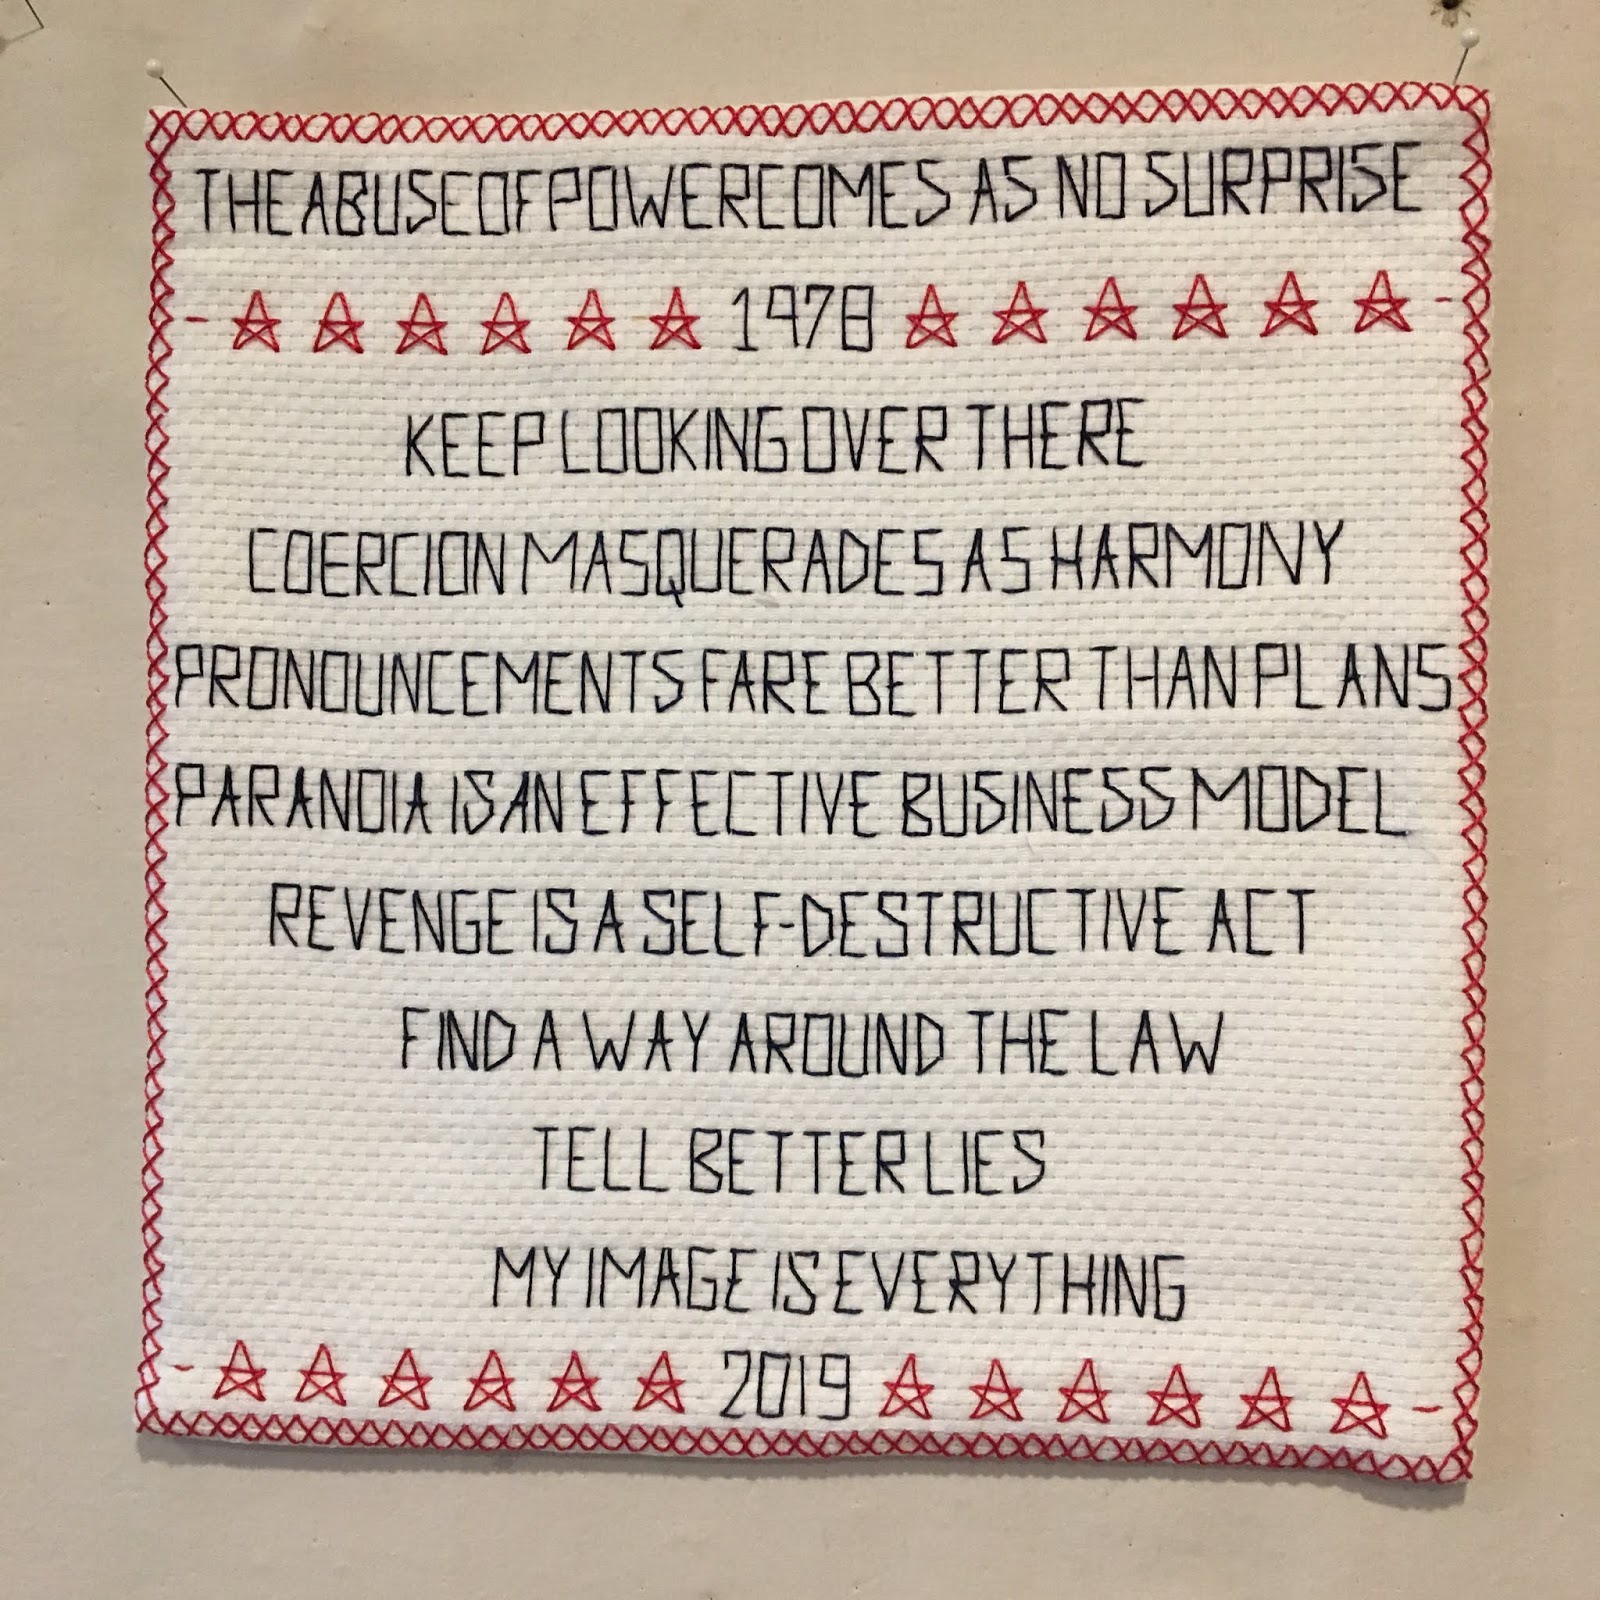 THE ABUSE OF POWER COMES AS NO SURPRISE
1978
KEEP LOOKING OVER THERE
COERCION MASQUERADES AS HARMONY
PRONOUNCEMENTS FARE BETTER THAN PLANS
PARANOIA IS AN EFFECTIVE BUSINESS MODEL
REVENGE IS A SELF-DESTRUCTIVE ACT
FIND A WAY AROUND THE LAW
TELL BETTER LIES
MY IMAGE IS EVERYTHING
2019